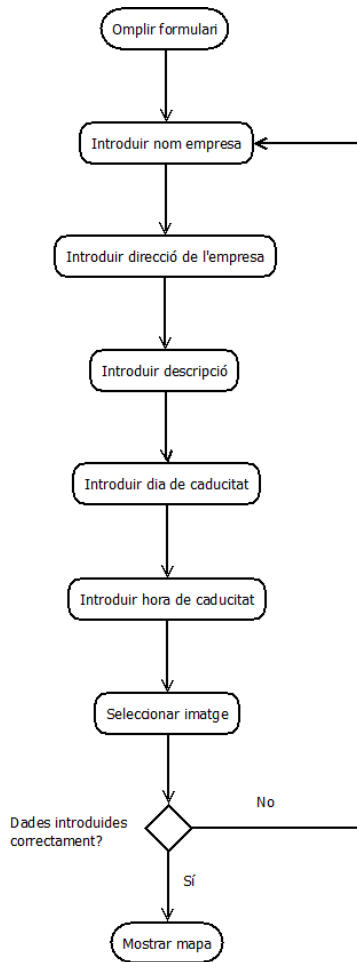 Omplir formulari
Introduir nom empresa
Introduir direcció de l'empresa
Introduir descripció
Introduir dia de caducitat
Introduir hora de caducitat
Seleccionar imatge
Dades introduides
correctament?
No
Sí
Mostrar mapa